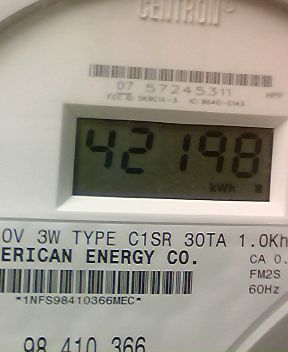 CENTRON
07 57245311
42198
kWh
0V 3W TYPE C1SR 30TA 1.0Kh
ERICAN ENERGY CO.
CA 0.
FM2S
*1NFS98410366MEC*
60Hz
98 410 366